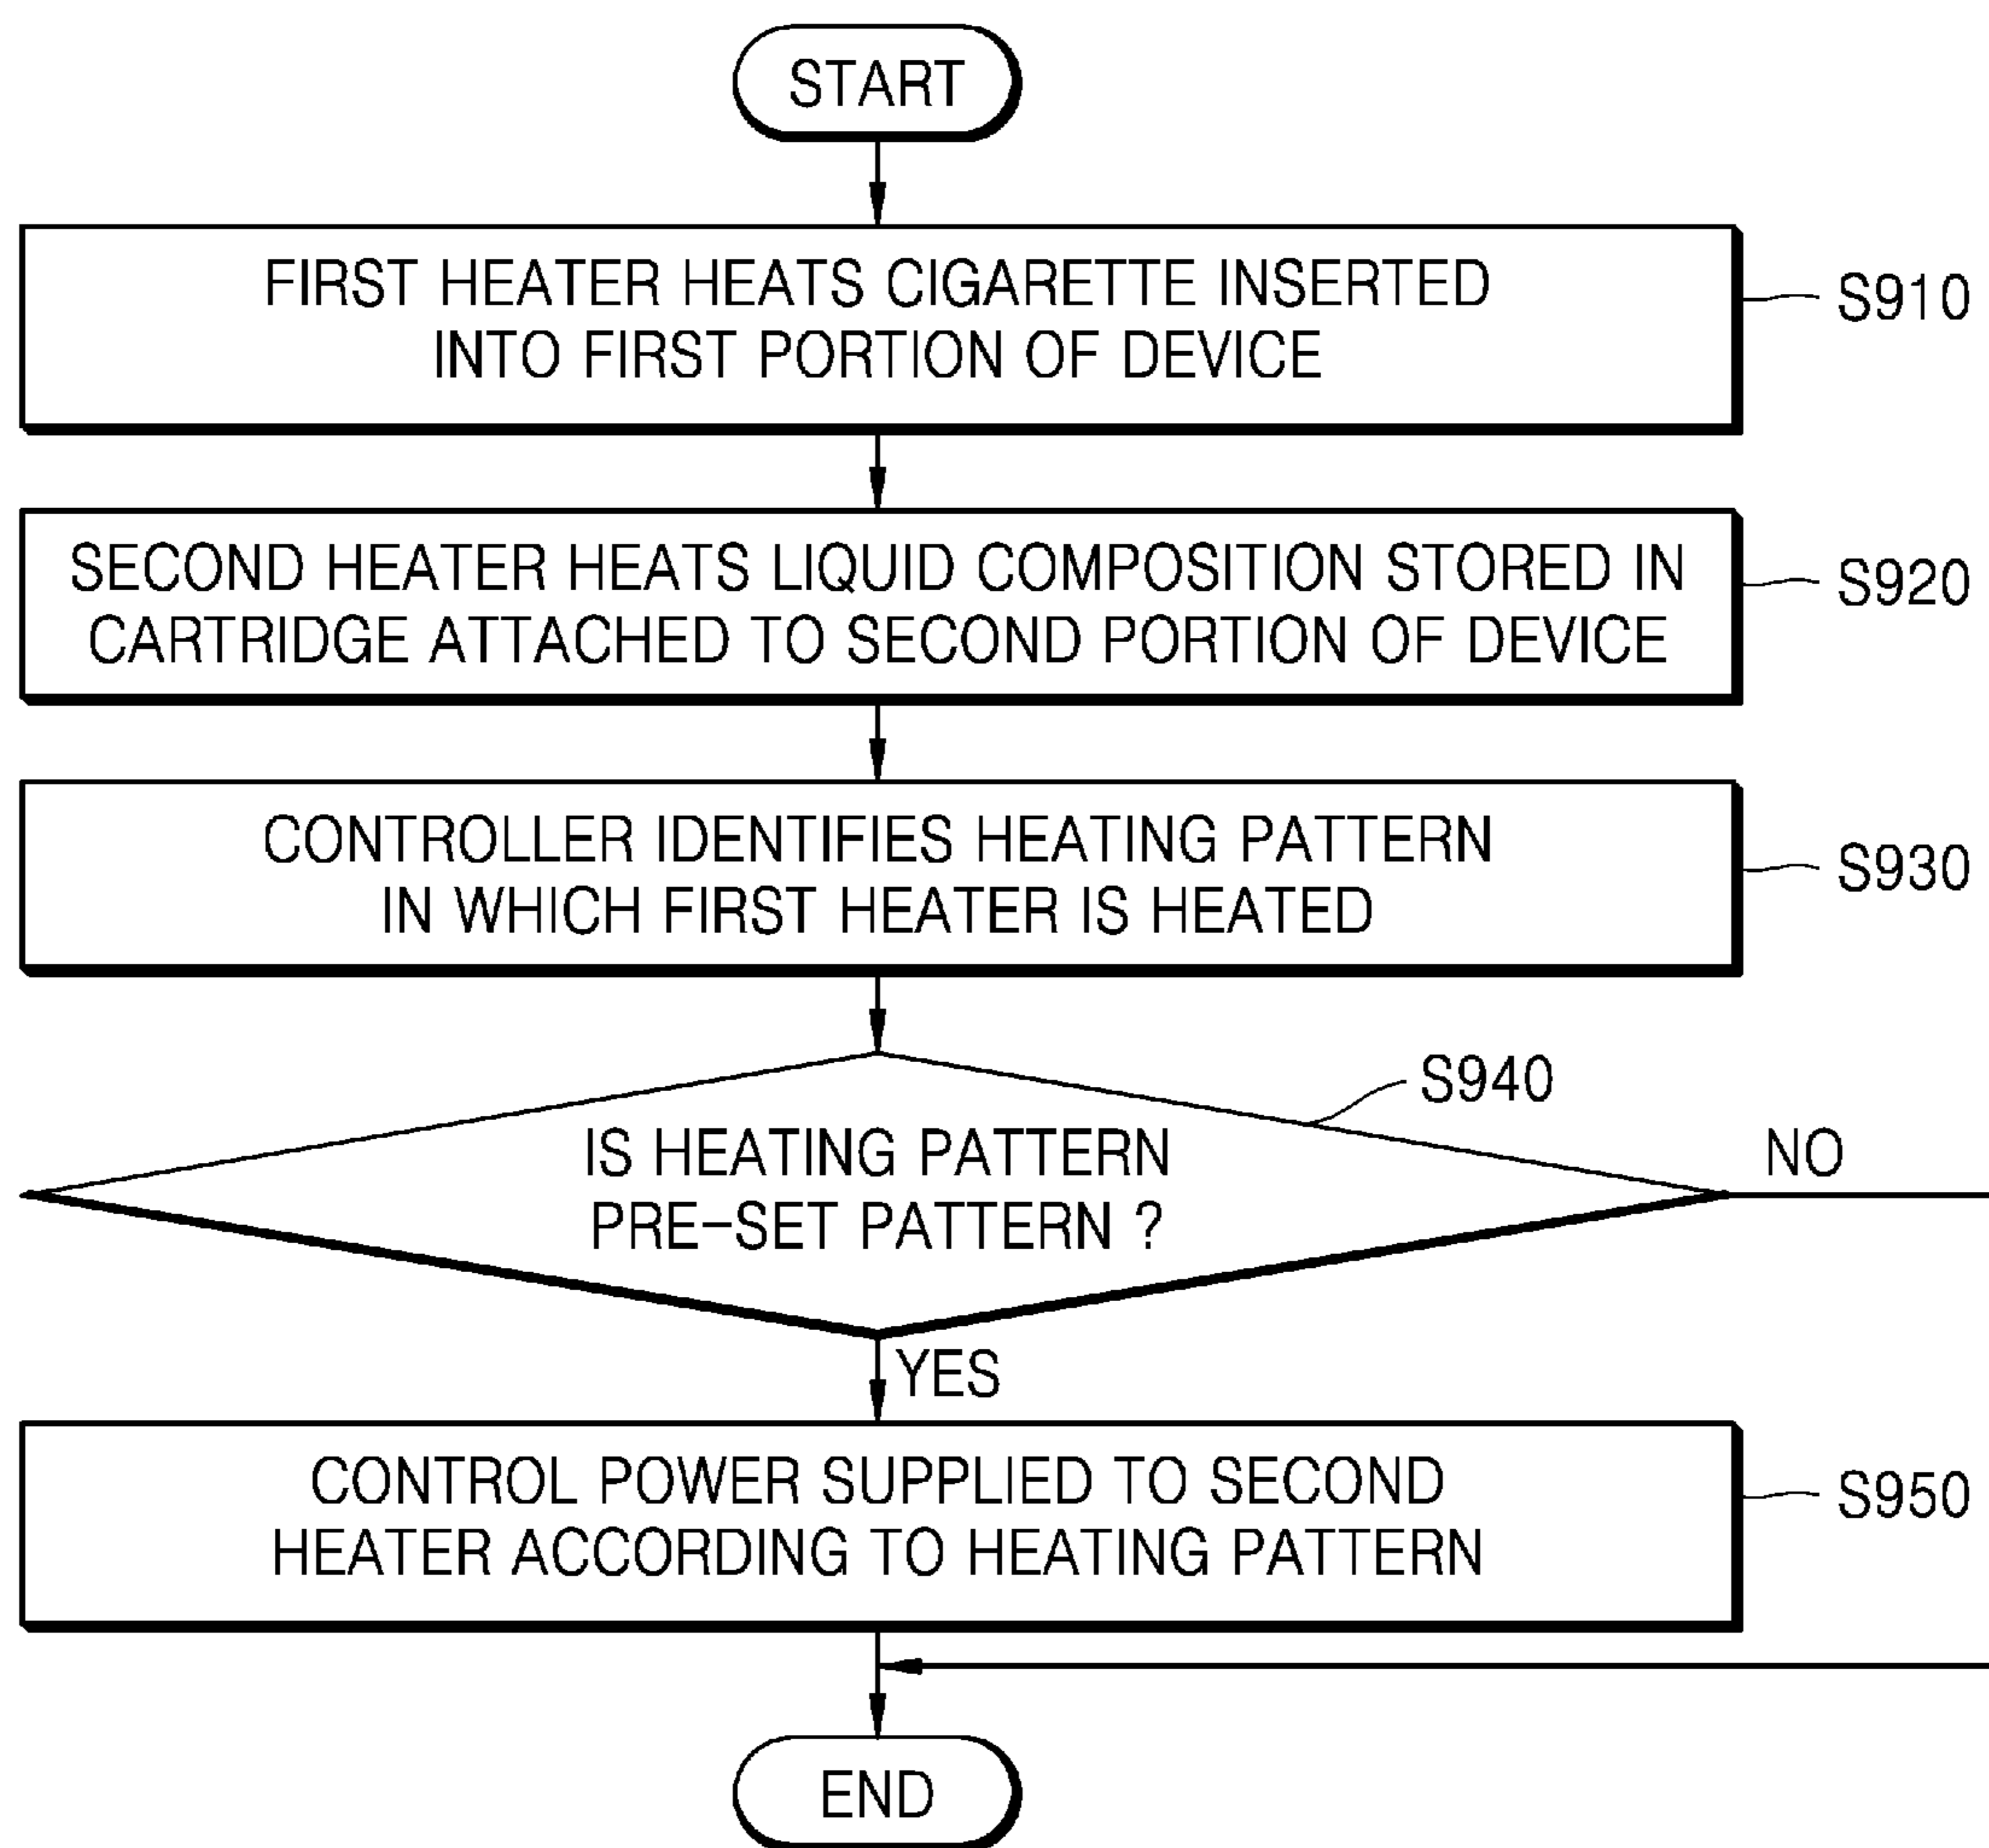 START
FIRST HEATER HEATS CIGARETTE INSERTED
INTO FIRST PORTION OF DEVICE
S910
SECOND HEATER HEATS LIQUID COMPOSITION STORED IN
CARTRIDGE ATTACHED TO SECOND PORTION OF DEVICE
S920
CONTROLLER IDENTIFIES HEATING PATTERN
IN WHICH FIRST HEATER IS HEATED
S930
S940
IS HEATING PATTERN
PRE-SET PATTERN ?
NO
YES
CONTROL POWER SUPPLIED TO SECOND
HEATER ACCORDING TO HEATING PATTERN
S950
END